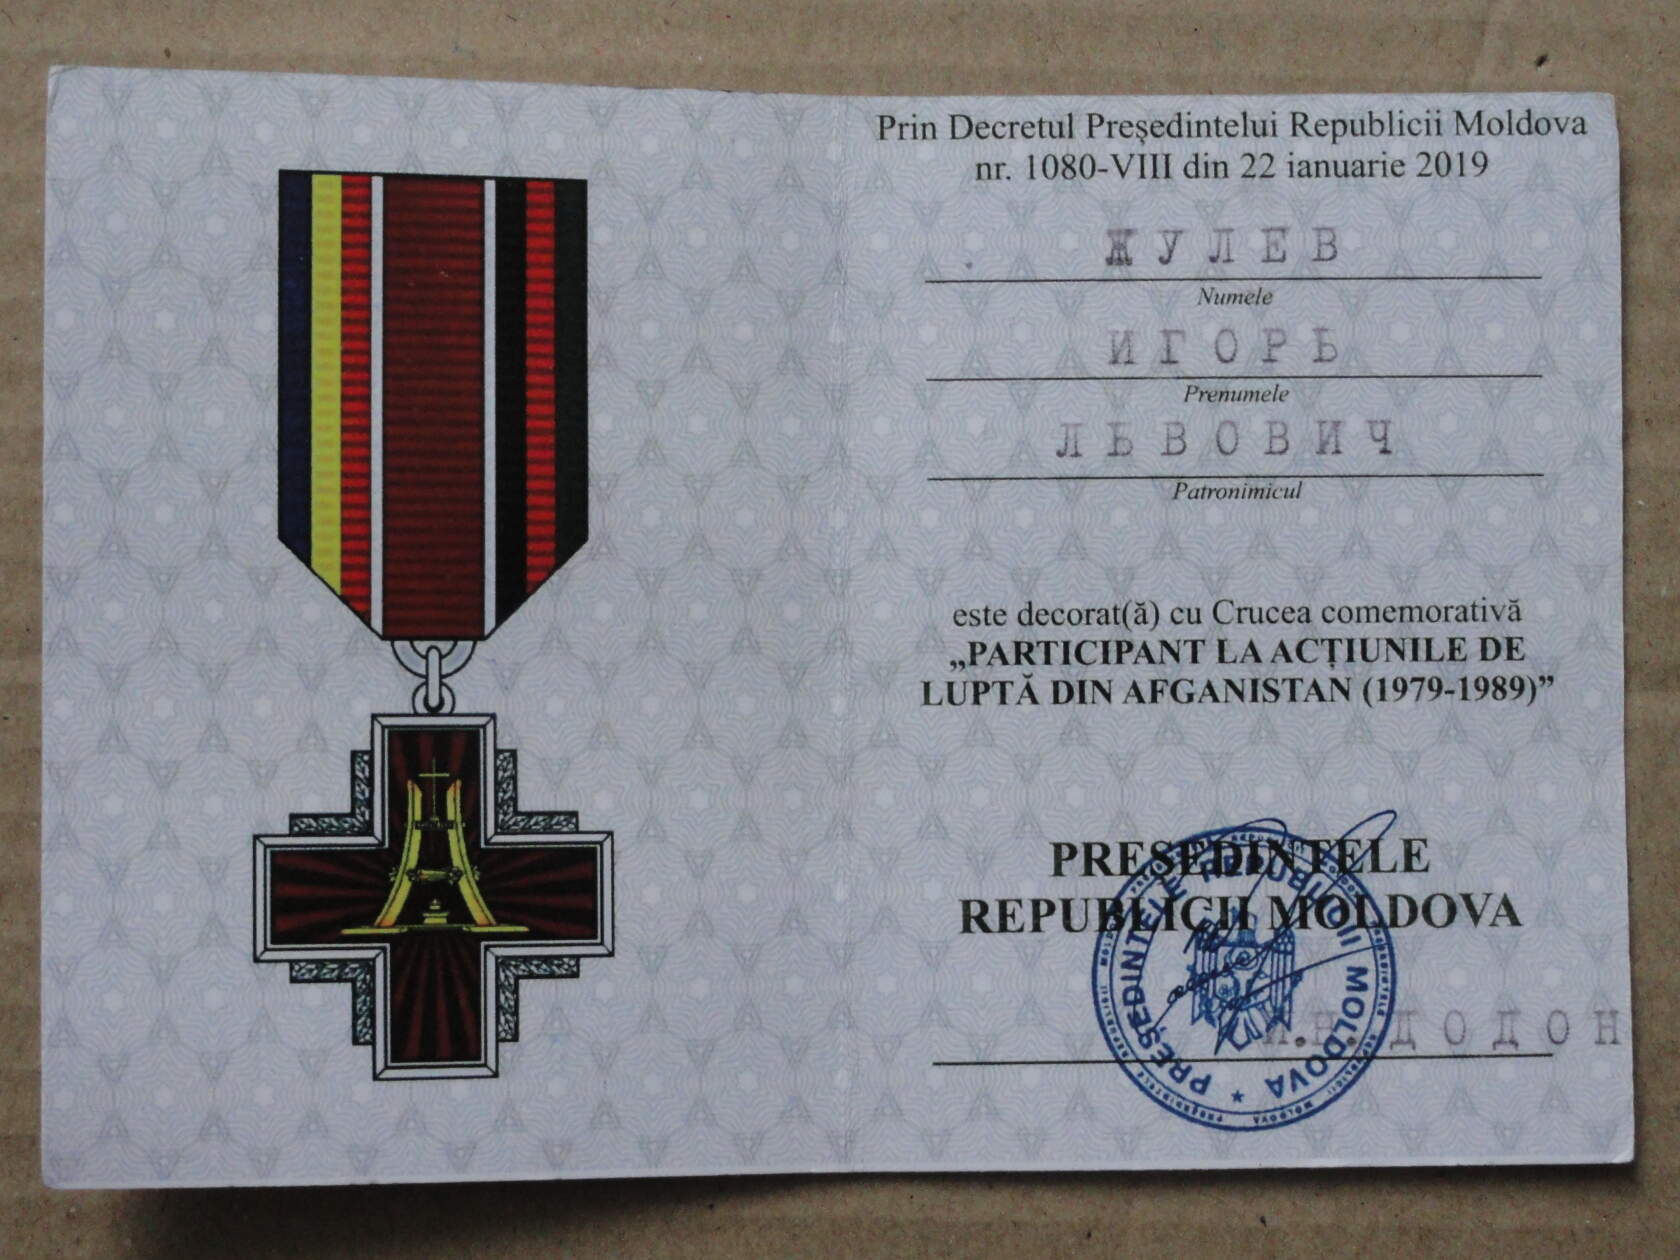 Prin Decretul Președintelui Republicii Moldova
nr. 1080-VIII din 22 ianuarie 2019
ЖУЛЕВ
Numele
ИГОРЬ
Prenumele
ЛЬВОВИЧ
Patronimicul
este decorat(ă) cu Crucea comemorativă
„PARTICIPANT LA ACȚIUNILE DE
LUPTĂ DIN AFGANISTAN (1979-1989)”
PREȘEDINTELE
REPUBLICII MOLDOVA
PREȘEDINTELE REPUBLICII MOLDOVA
ДОДОН